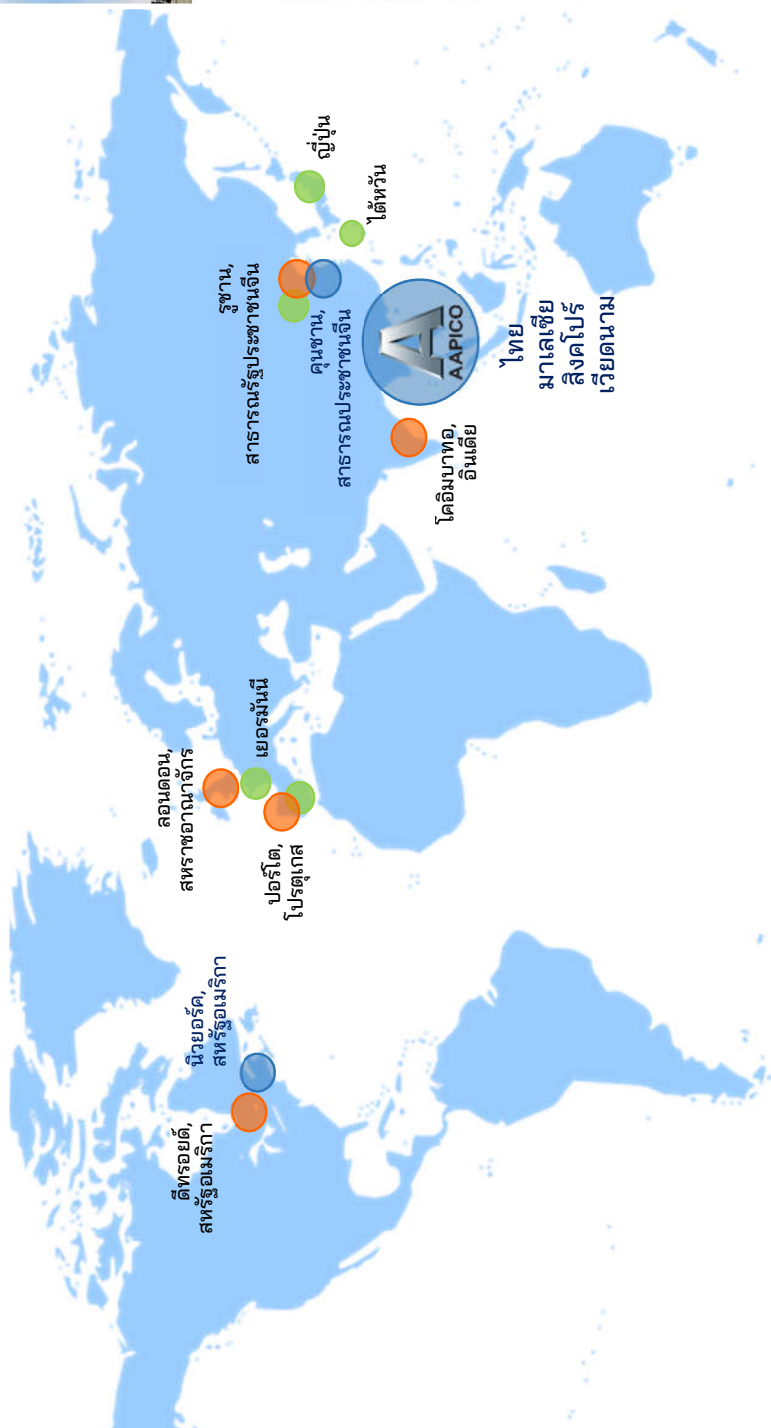 ดีทรอยต์,
สหรัฐอเมริกา
นิวยอร์ค,
สหรัฐอเมริกา
ลอนดอน,
สหราชอาณาจักร
เยอรมันนี
ปอร์โต,
โปรตุเกส
รูชาน,
สาธารณรัฐประชาชนจีน
คุนชาน,
สาธารณประชาชนจีน
ญี่ปุ่น
ไต้หวัน
โคอิมบาทอ,
อินเดีย
A
AAPICO
ไทย
มาเลเซีย
สิงคโปร์
เวียดนาม